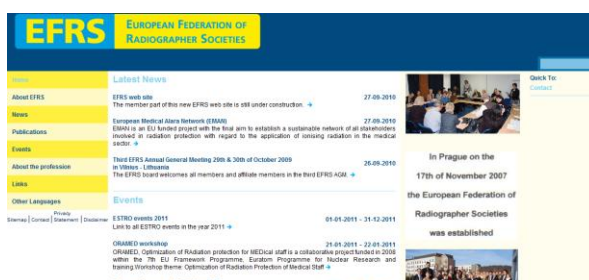 EFRS
EUROPEAN FEDERATION OF
RADIOGRAPHER SOCIETIES
Home
About EFRS
News
Publications
Events
About the profession
Links
Other Languages
Privacy
Sitemap | Contact | Statement | Disclaimer
Latest News
EFRS web site 27-09-2010
The member part of this new EFRS web site is still under construction.
European Medical Alara Network (EMAN) 27-09-2010
EMAN is an EU funded project with the final aim to establish a sustainable network of all stakeholders
involved in radiation protection with regard to the application of ionising radiation in the medical
sector.
Third EFRS Annual General Meeting 29th & 30th of October 2009
in Vilnius - Lithuania 26-09-2010
The EFRS board welcomes all members and affiliate members in the third EFRS AGM.
Events
ESTRO events 2011 01-01-2011 - 31-12-2011
Link to all ESTRO events in the year 2011
ORAMED workshop 21-01-2011 - 22-01-2011
ORAMED, Optimization of RAdiation protection for MEDical staff is a collaborative project funded in 2008
within the 7th EU Framework Programme, Euratom Programme for Nuclear Research and
training.Workshop theme: Optimization of Radiation Protection of Medical Staff
In Prague on the
17th of November 2007
the European Federation of
Radiographer Societies
was established
Quick To:
Contact